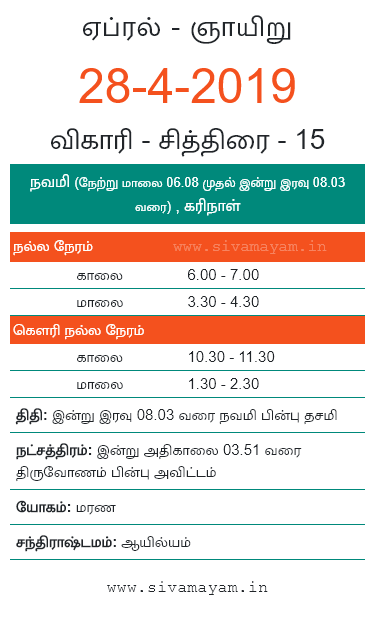 ஏப்ரல் - ஞாயிறு
28-4-2019
விகாரி - சித்திரை - 15
நவமி (நேற்று மாலை 06.08 முதல் இன்று இரவு 08.03
வரை) , கரிநாள்
நல்ல நேரம் www.sivamayam.in
காலை 6.00 - 7.00
மாலை 3.30 - 4.30
கௌரி நல்ல நேரம்
காலை 10.30 - 11.30
மாலை 1.30 - 2.30
திதி: இன்று இரவு 08.03 வரை நவமி பின்பு தசமி
நட்சத்திரம்: இன்று அதிகாலை 03.51 வரை
திருவோணம் பின்பு அவிட்டம்
யோகம்: மரண
சந்திராஷ்டமம்: ஆயில்யம்
www.sivamayam.in